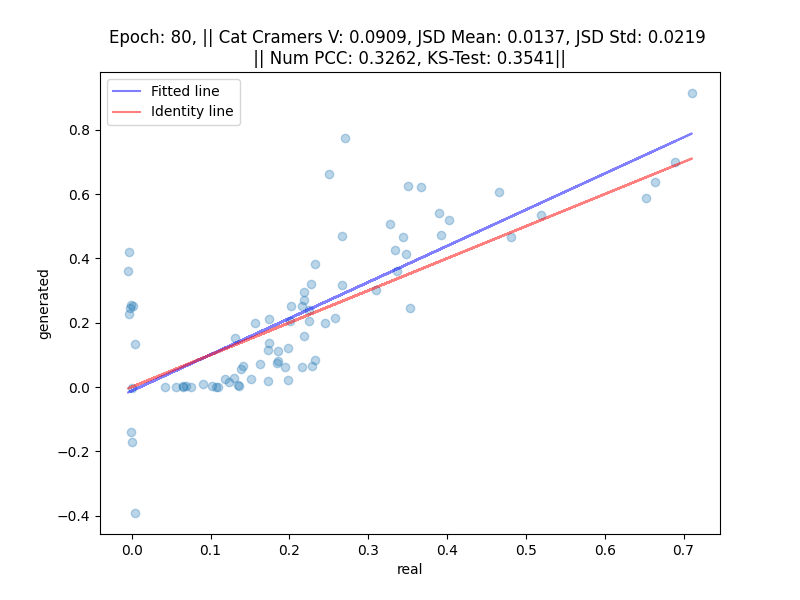 Epoch: 80, || Cat Cramers V: 0.0909, JSD Mean: 0.0137, JSD Std: 0.0219
|| Num PCC: 0.3262, KS-Test: 0.3541||
Fitted line
Identity line
0.8
0.6
0.4
0.2
0.0
−0.2
−0.4
generated
0.0 0.1 0.2 0.3 0.4 0.5 0.6 0.7
real